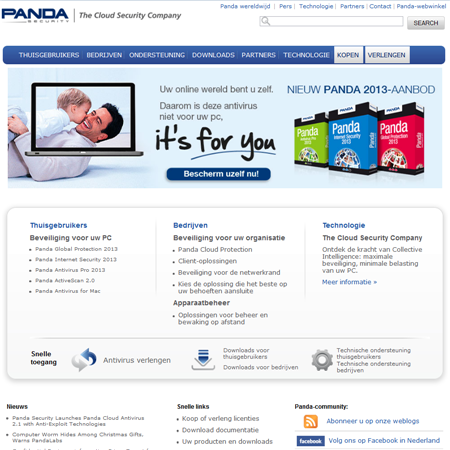 Panda wereldwijd | Pers | Technologie | Partners | Contact | Panda-webwinkel
PANDA SECURITY | The Cloud Security Company
SEARCH
THUISGEBRUIKERS BEDRIJVEN ONDERSTEUNING DOWNLOADS PARTNERS TECHNOLOGIE KOPEN VERLENGEN
Uw online wereld bent u zelf.
Daarom is deze antivirus
niet voor uw pc,
it's for you
Bescherm uzelf nu!
NIEUW PANDA 2013-AANBOD
Panda
Antivirus Pro 2013
Panda
Internet Security 2013
Panda
Global Protection 2013
Thuisgebruikers
Beveiliging voor uw PC
Panda Global Protection 2013
Panda Internet Security 2013
Panda Antivirus Pro 2013
Panda ActiveScan 2.0
Panda Antivirus for Mac
Bedrijven
Beveiliging voor uw organisatie
Panda Cloud Protection
Client-oplossingen
Beveiliging voor de netwerkrand
Kies de oplossing die het beste op
uw behoeften aansluite
Apparaatbeheer
Oplossingen voor beheer en
bewaking op afstand
Technologie
The Cloud Security Company
Ontdek de kracht van Collective
Intelligence: maximale
beveiliging, minimale belasting
van uw PC.
Meer informatie »
Snelle
toegang
Antivirus verlengen
Downloads voor
thuisgebruikers
Downloads voor bedrijven
Technische ondersteuning
thuisgebruikers
Technische ondersteuning
bedrijven
Nieuws
Panda Security Launches Panda Cloud Antivirus
2.1 with Anti-Exploit Technologies
Computer Worm Hides Among Christmas Gifts,
Warns PandaLabs
Snelle links
Koop of verleng licenties
Download documentatie
Uw producten en downloads
Panda-community:
Abonneer u op onze weblogs
facebook Volg ons op Facebook in Nederland